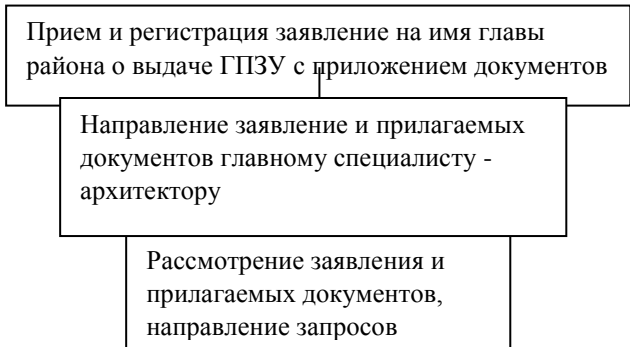 Прием и регистрация заявление на имя главы
района о выдаче ГПЗУ с приложением документов
Направление заявление и прилагаемых
документов главному специалисту -
архитектору
Рассмотрение заявления и
прилагаемых документов,
направление запросов